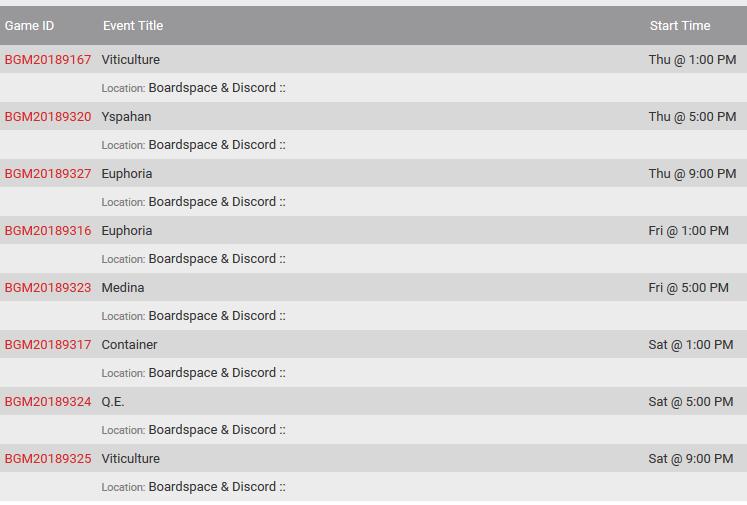 Game ID Event Title Start Time
BGM20189167 Viticulture Thu @ 1:00 PM
Location: Boardspace & Discord ::
BGM20189320 Yspahan Thu @ 5:00 PM
Location: Boardspace & Discord ::
BGM20189327 Euphoria Thu @ 9:00 PM
Location: Boardspace & Discord ::
BGM20189316 Euphoria Fri @ 1:00 PM
Location: Boardspace & Discord ::
BGM20189323 Medina Fri @ 5:00 PM
Location: Boardspace & Discord ::
BGM20189317 Container Sat @ 1:00 PM
Location: Boardspace & Discord ::
BGM20189324 Q.E. Sat @ 5:00 PM
Location: Boardspace & Discord ::
BGM20189325 Viticulture Sat @ 9:00 PM
Location: Boardspace & Discord ::